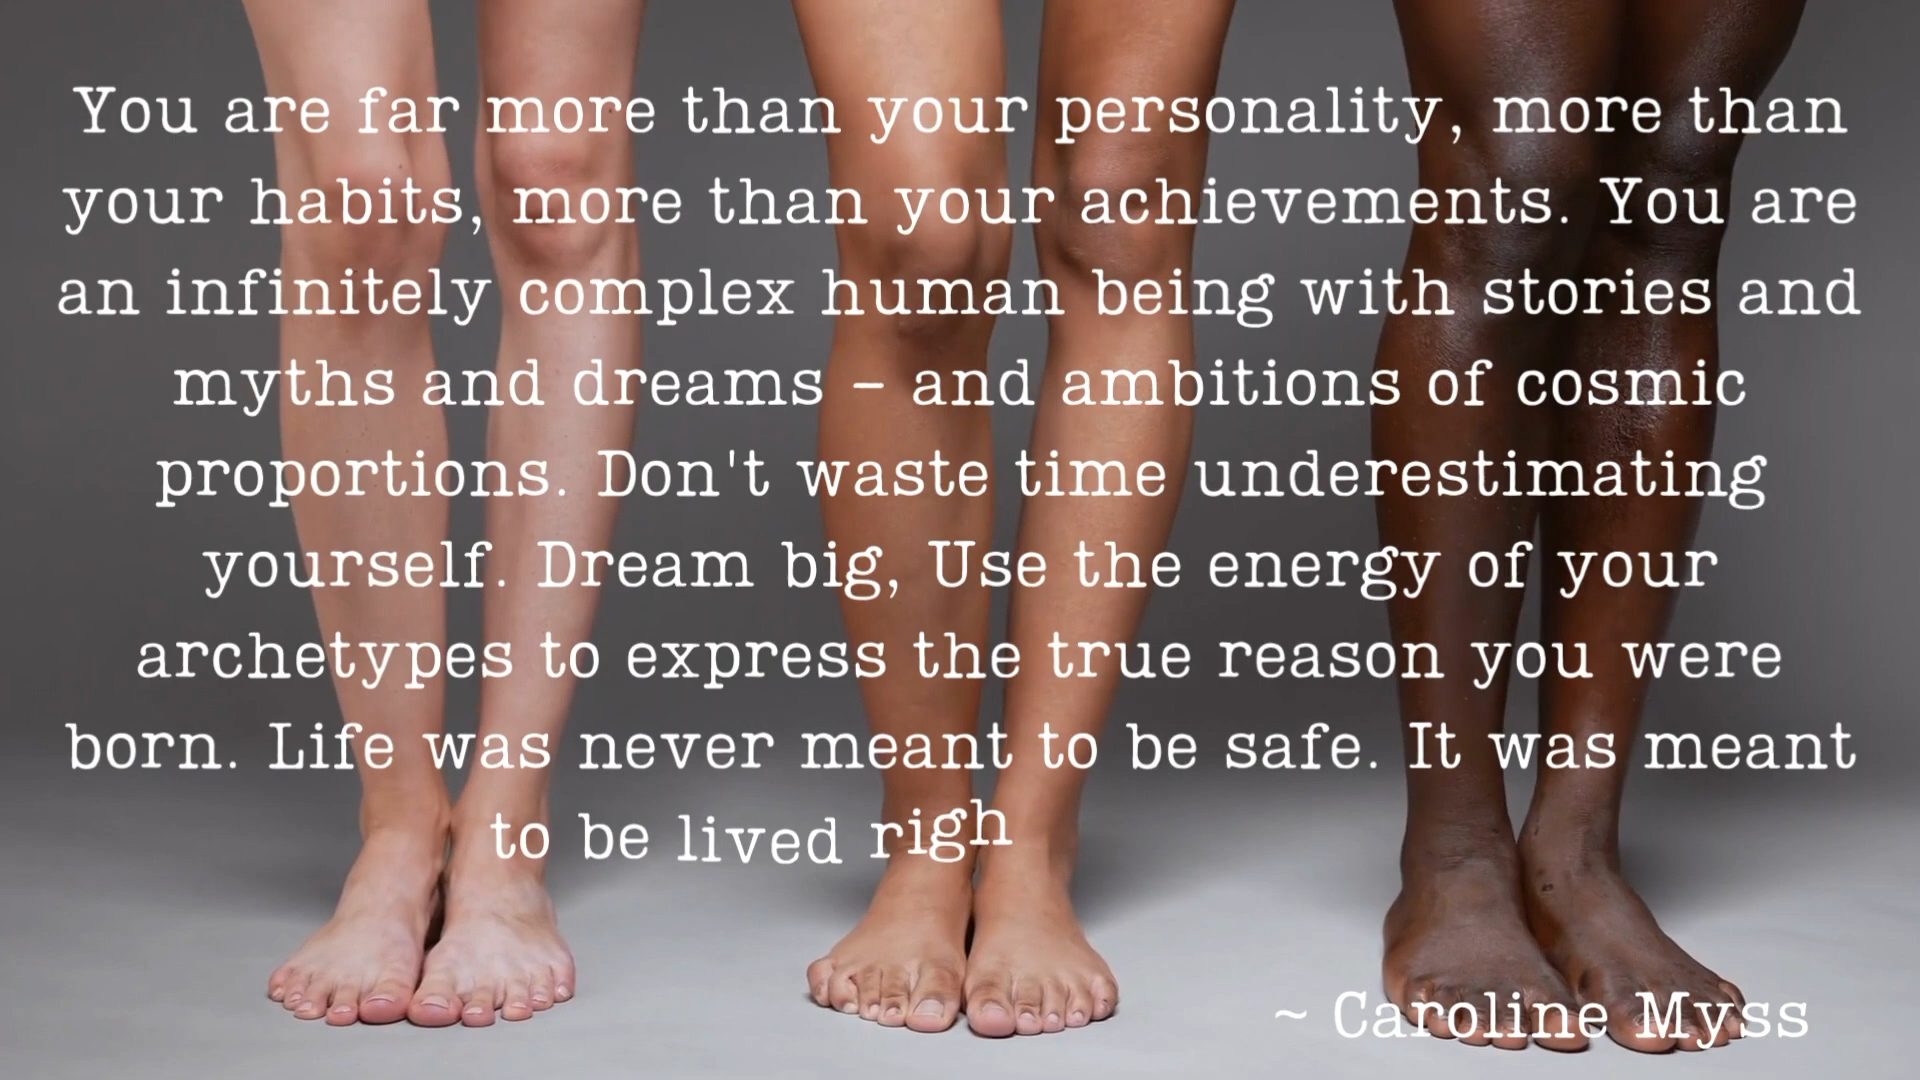 You are far more than your personality, more than
your habits, more than your achievements. You are
an infinitely complex human being with stories and
myths and dreams – and ambitions of cosmic
proportions. Don't waste time underestimating
yourself. Dream big, Use the energy of your
archetypes to express the true reason you were
born. Life was never meant to be safe. It was meant
to be lived righ
~ Caroline Myss